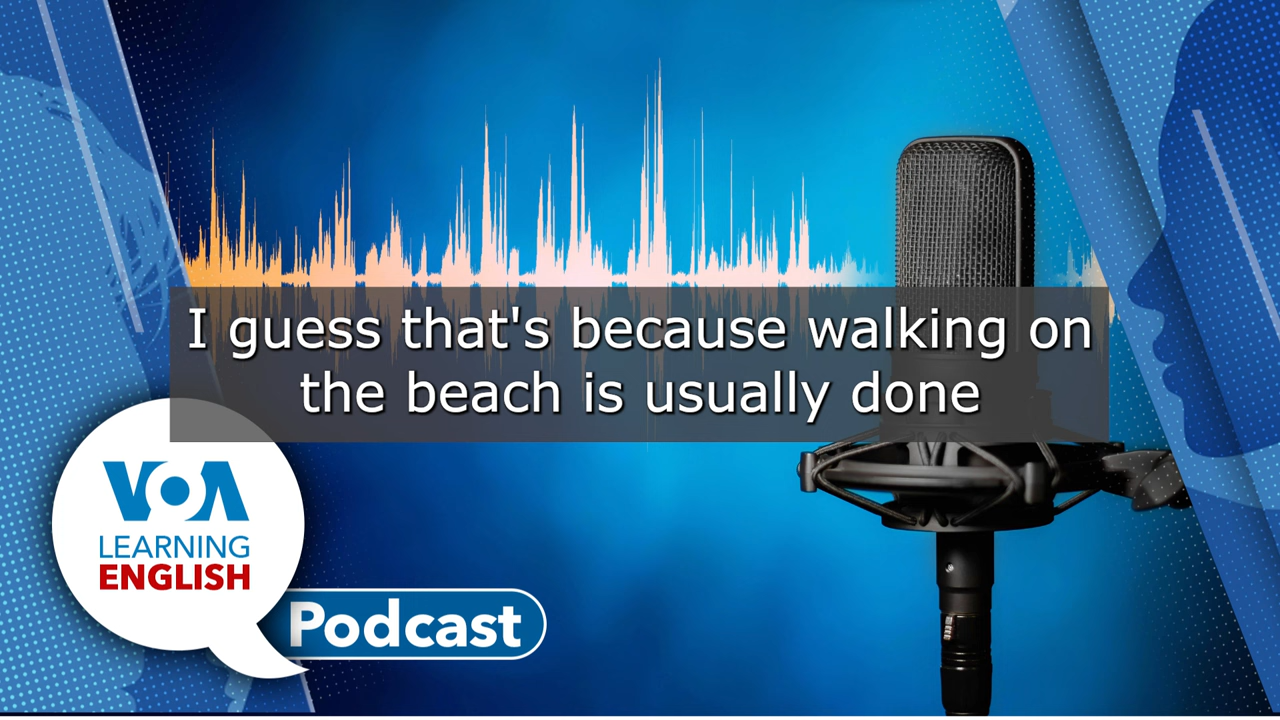 I guess that's because walking on
the beach is usually done
VOA
LEARNING
ENGLISH
Podcast